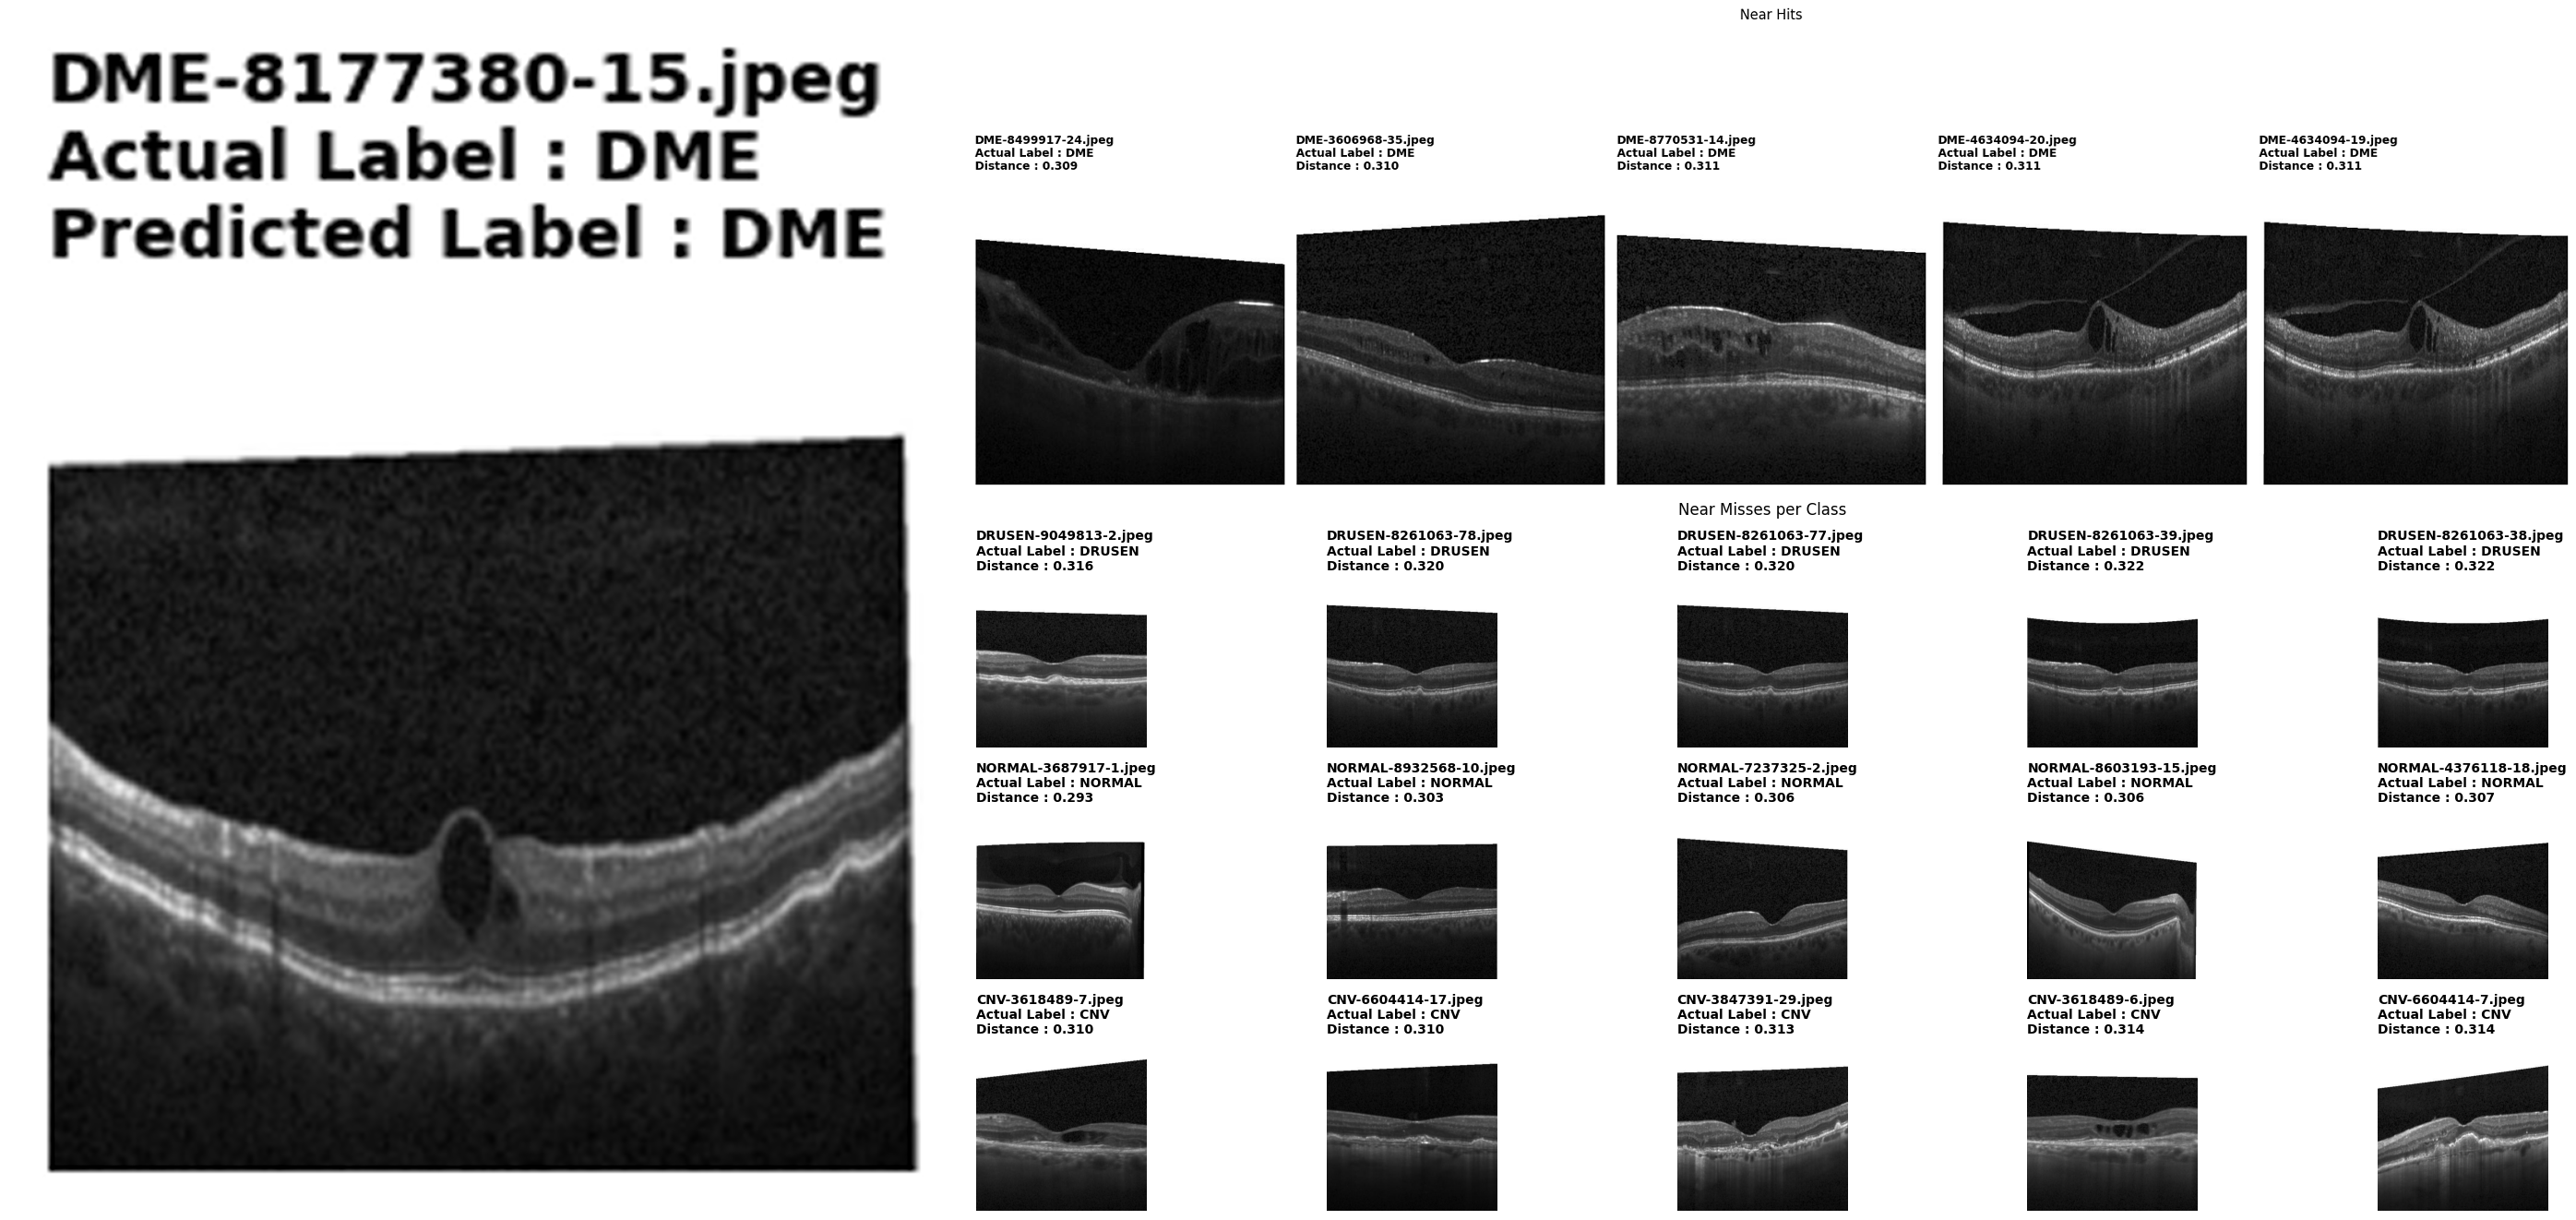 DME-8177380-15.jpeg
Actual Label : DME
Predicted Label : DME
Near Hits
DME-8499917-24.jpeg
Actual Label : DME
Distance : 0.309
DME-3606968-35.jpeg
Actual Label : DME
Distance : 0.310
DME-8770531-14.jpeg
Actual Label : DME
Distance : 0.311
DME-4634094-20.jpeg
Actual Label : DME
Distance : 0.311
DME-4634094-19.jpeg
Actual Label : DME
Distance : 0.311
Near Misses per Class
DRUSEN-9049813-2.jpeg
Actual Label : DRUSEN
Distance : 0.316
DRUSEN-8261063-78.jpeg
Actual Label : DRUSEN
Distance : 0.320
DRUSEN-8261063-77.jpeg
Actual Label : DRUSEN
Distance : 0.320
DRUSEN-8261063-39.jpeg
Actual Label : DRUSEN
Distance : 0.322
DRUSEN-8261063-38.jpeg
Actual Label : DRUSEN
Distance : 0.322
NORMAL-3687917-1.jpeg
Actual Label : NORMAL
Distance : 0.293
NORMAL-8932568-10.jpeg
Actual Label : NORMAL
Distance : 0.303
NORMAL-7237325-2.jpeg
Actual Label : NORMAL
Distance : 0.306
NORMAL-8603193-15.jpeg
Actual Label : NORMAL
Distance : 0.306
NORMAL-4376118-18.jpeg
Actual Label : NORMAL
Distance : 0.307
CNV-3618489-7.jpeg
Actual Label : CNV
Distance : 0.310
CNV-6604414-17.jpeg
Actual Label : CNV
Distance : 0.310
CNV-3847391-29.jpeg
Actual Label : CNV
Distance : 0.313
CNV-3618489-6.jpeg
Actual Label : CNV
Distance : 0.314
CNV-6604414-7.jpeg
Actual Label : CNV
Distance : 0.314